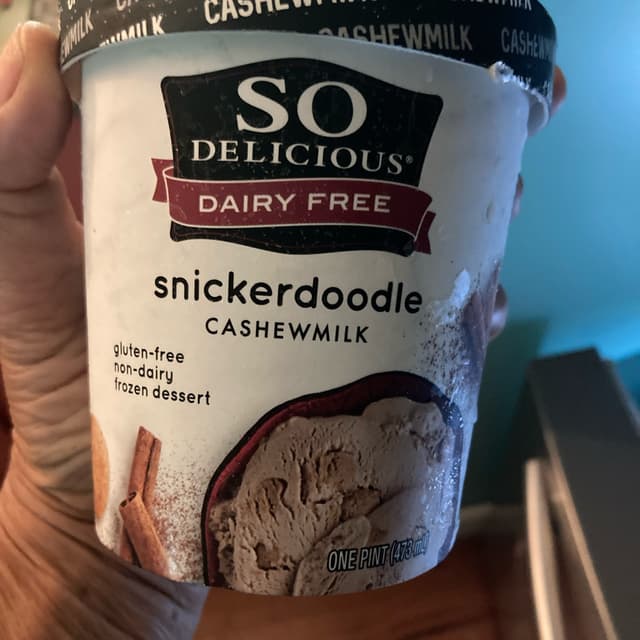 CASHEWMILK
CASHEWMILK
CASHEWMILK
SO
DELICIOUS®
DAIRY FREE
snickerdoodle
CASHEWMILK
gluten-free
non-dairy
frozen dessert
ONE PINT (473 ml)